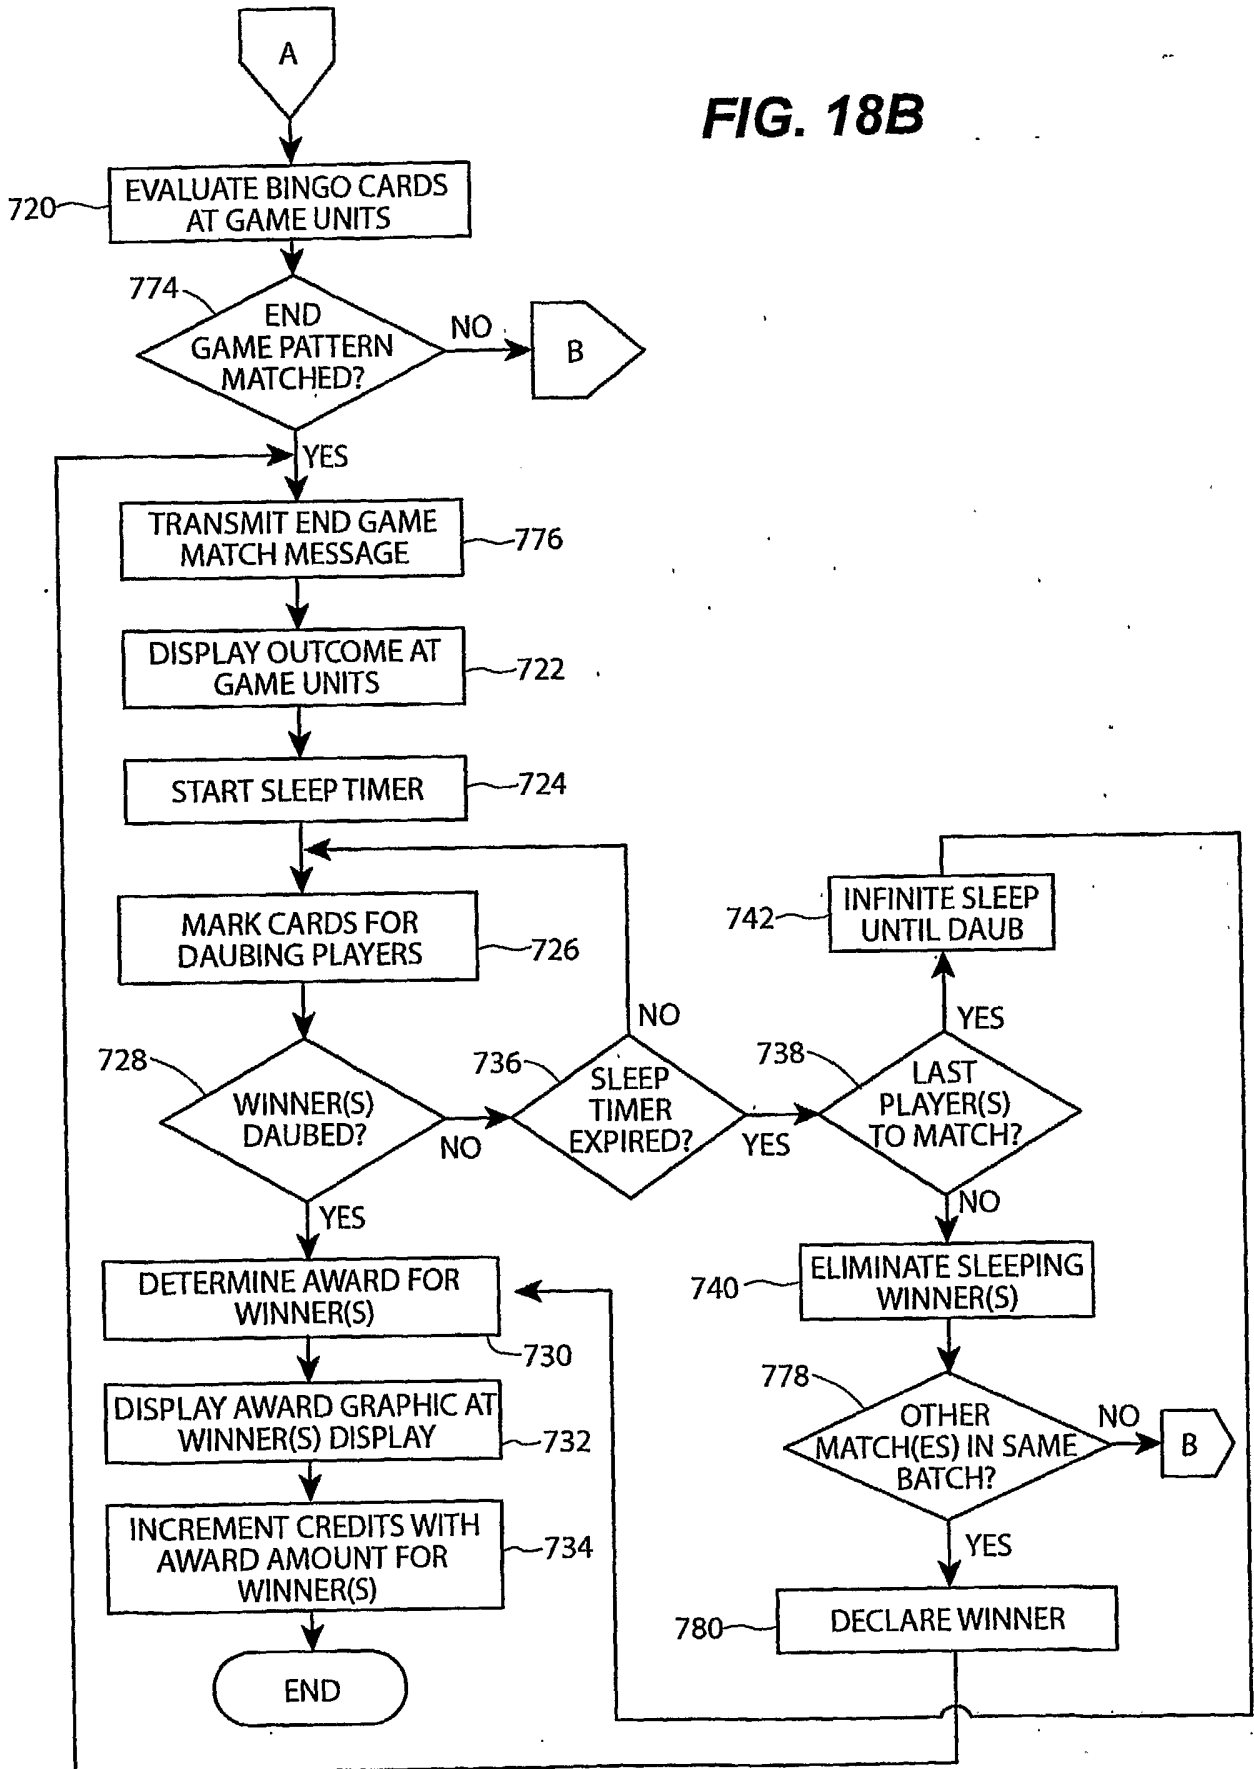 A
FIG. 18B
720
EVALUATE BINGO CARDS
AT GAME UNITS
774
END
GAME PATTERN
MATCHED?
NO
B
YES
TRANSMIT END GAME
MATCH MESSAGE
776
DISPLAY OUTCOME AT
GAME UNITS
722
START SLEEP TIMER
724
MARK CARDS FOR
DAUBING PLAYERS
726
728
WINNER(S)
DAUBED?
NO
YES
736
SLEEP
TIMER
EXPIRED?
NO
YES
738
LAST
PLAYER(S)
TO MATCH?
YES
NO
742
INFINITE SLEEP
UNTIL DAUB
DETERMINE AWARD FOR
WINNER(S)
730
DISPLAY AWARD GRAPHIC AT
WINNER(S) DISPLAY
732
INCREMENT CREDITS WITH
AWARD AMOUNT FOR
WINNER(S)
734
END
740
ELIMINATE SLEEPING
WINNER(S)
778
OTHER
MATCH(ES) IN SAME
BATCH?
NO
B
YES
780
DECLARE WINNER